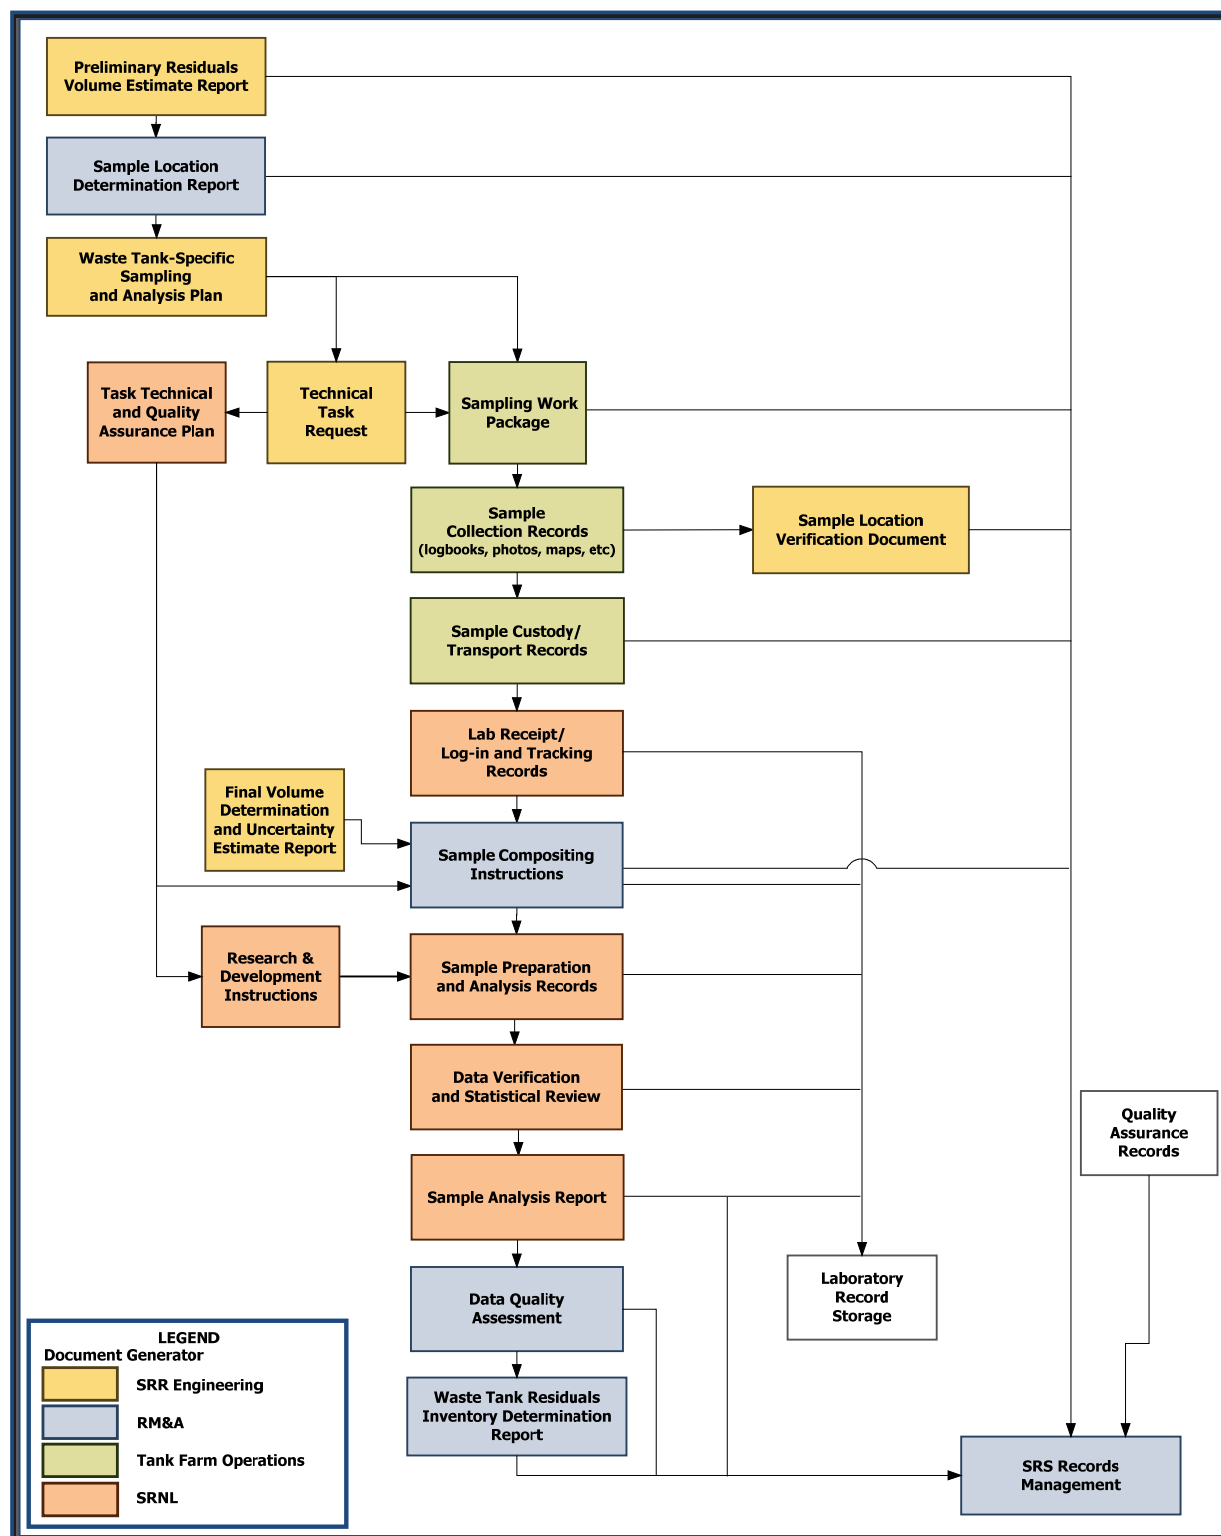 Preliminary Residuals
Volume Estimate Report
Sample Location
Determination Report
Waste Tank-Specific
Sampling
and Analysis Plan
Task Technical
and Quality
Assurance Plan
Technical
Task
Request
Sampling Work
Package
Sample
Collection Records
(logbooks, photos, maps, etc)
Sample Location
Verification Document
Sample Custody/
Transport Records
Lab Receipt/
Log-in and Tracking
Records
Final Volume
Determination
and Uncertainty
Estimate Report
Sample Compositing
Instructions
Research &
Development
Instructions
Sample Preparation
and Analysis Records
Data Verification
and Statistical Review
Quality
Assurance
Records
Sample Analysis Report
Laboratory
Record
Storage
Data Quality
Assessment
Waste Tank Residuals
Inventory Determination
Report
SRS Records
Management
LEGEND
Document Generator
SRR Engineering
RM&A
Tank Farm Operations
SRNL